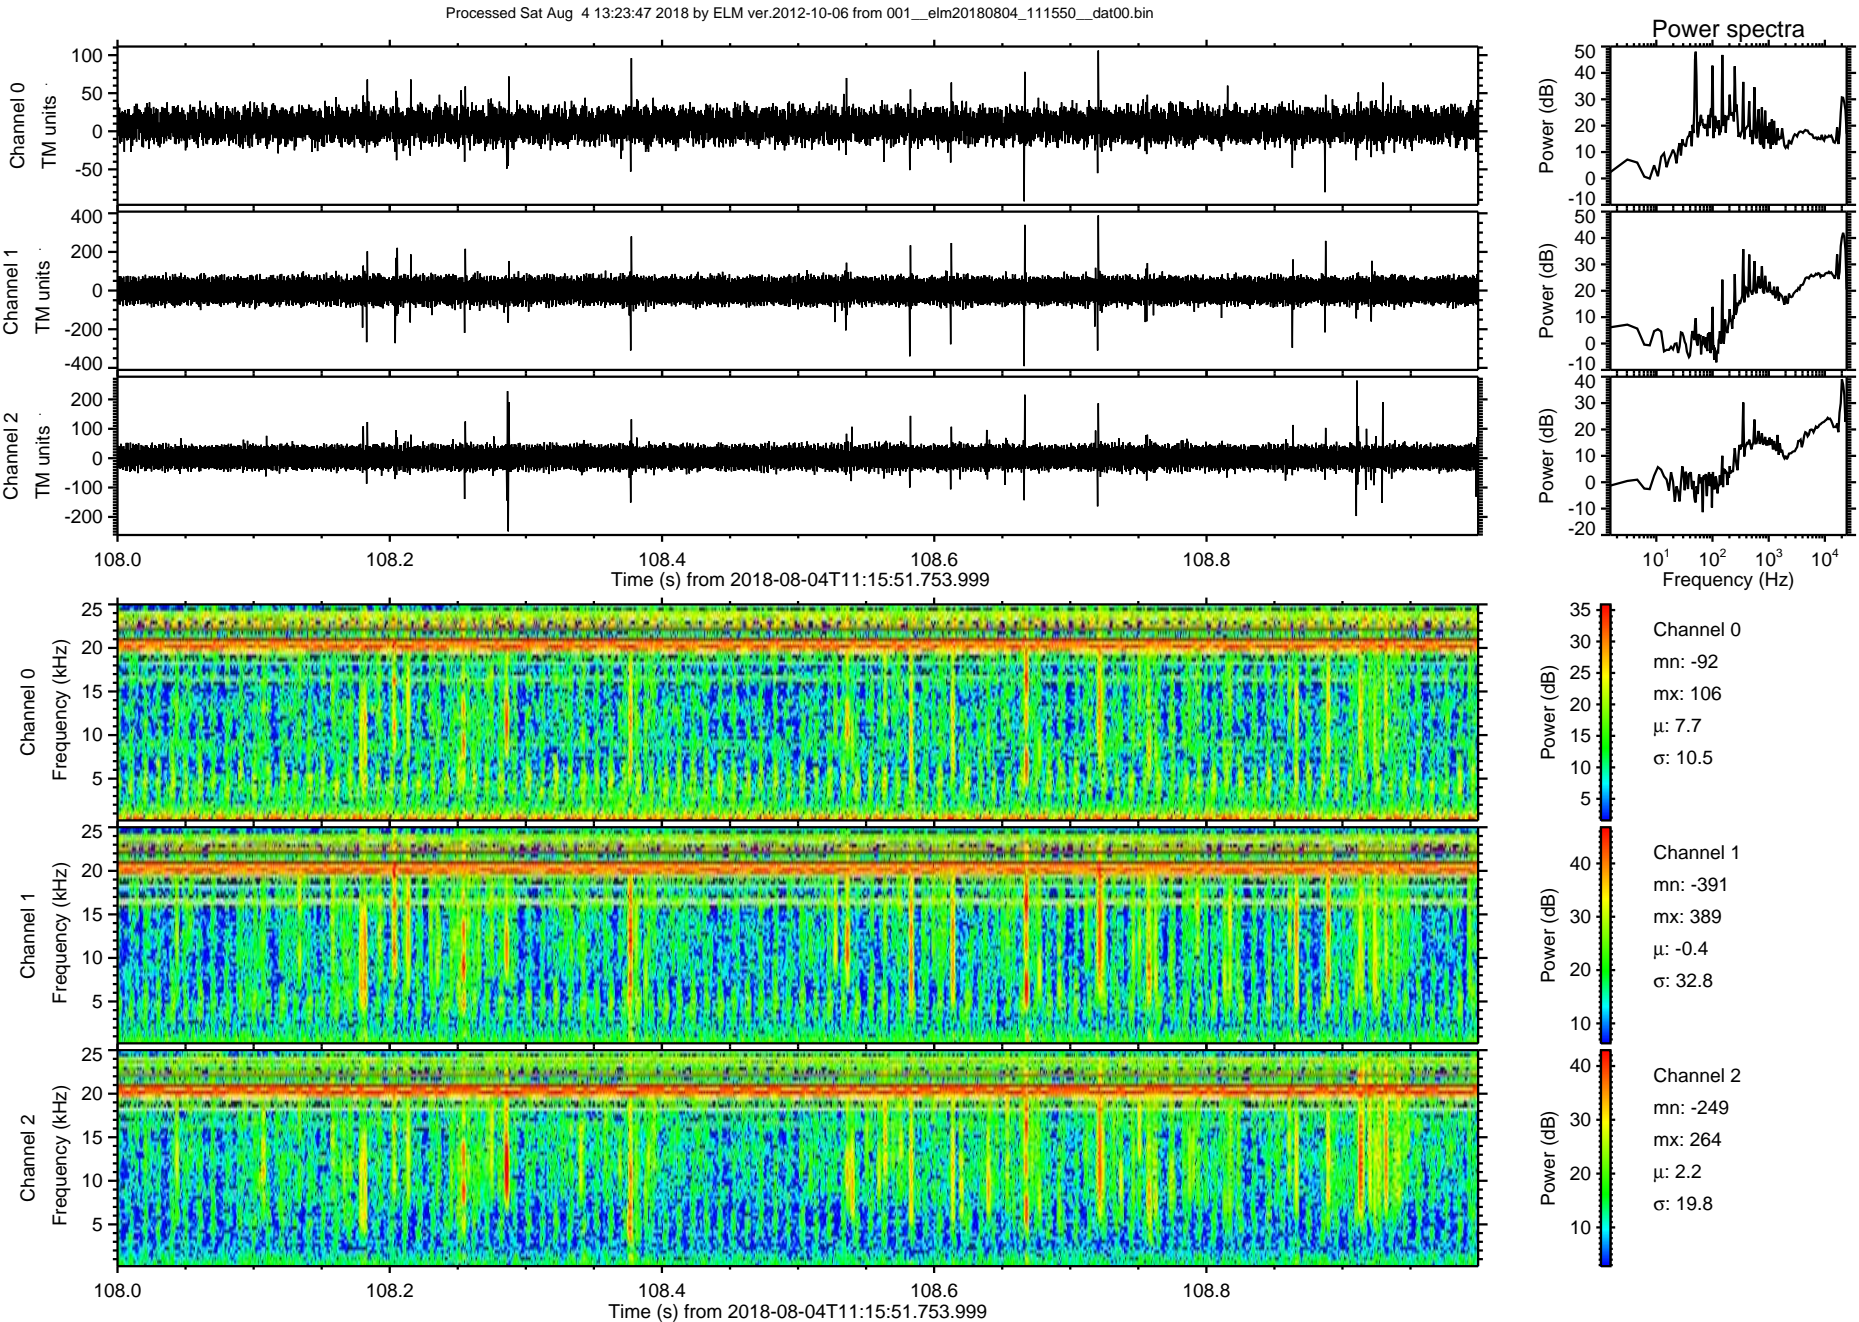 Processed Sat Aug  4 13:23:47 2018 by ELM ver.2012-10-06 from 001__elm20180804_111550__dat00.bin
Power spectra
Channel 0
TM units
100
50
0
-50
Power (dB)
50
40
30
20
10
0
-10
Channel 1
TM units
400
200
0
-200
-400
Power (dB)
50
40
30
20
10
0
-10
Channel 2
TM units
200
100
0
-100
-200
Power (dB)
40
30
20
10
0
-10
-20
108.0 108.2 108.4 108.6 108.8
Time (s) from 2018-08-04T11:15:51.753.999
10^1 10^2 10^3 10^4
Frequency (Hz)
Channel 0
Frequency (kHz)
25
20
15
10
5
Power (dB)
35
30
25
20
15
10
5
Channel 0
mn: -92
mx: 106
μ: 7.7
σ: 10.5
Channel 1
Frequency (kHz)
25
20
15
10
5
Power (dB)
40
30
20
10
Channel 1
mn: -391
mx: 389
μ: -0.4
σ: 32.8
Channel 2
Frequency (kHz)
25
20
15
10
5
Power (dB)
40
30
20
10
Channel 2
mn: -249
mx: 264
μ: 2.2
σ: 19.8
108.0 108.2 108.4 108.6 108.8
Time (s) from 2018-08-04T11:15:51.753.999